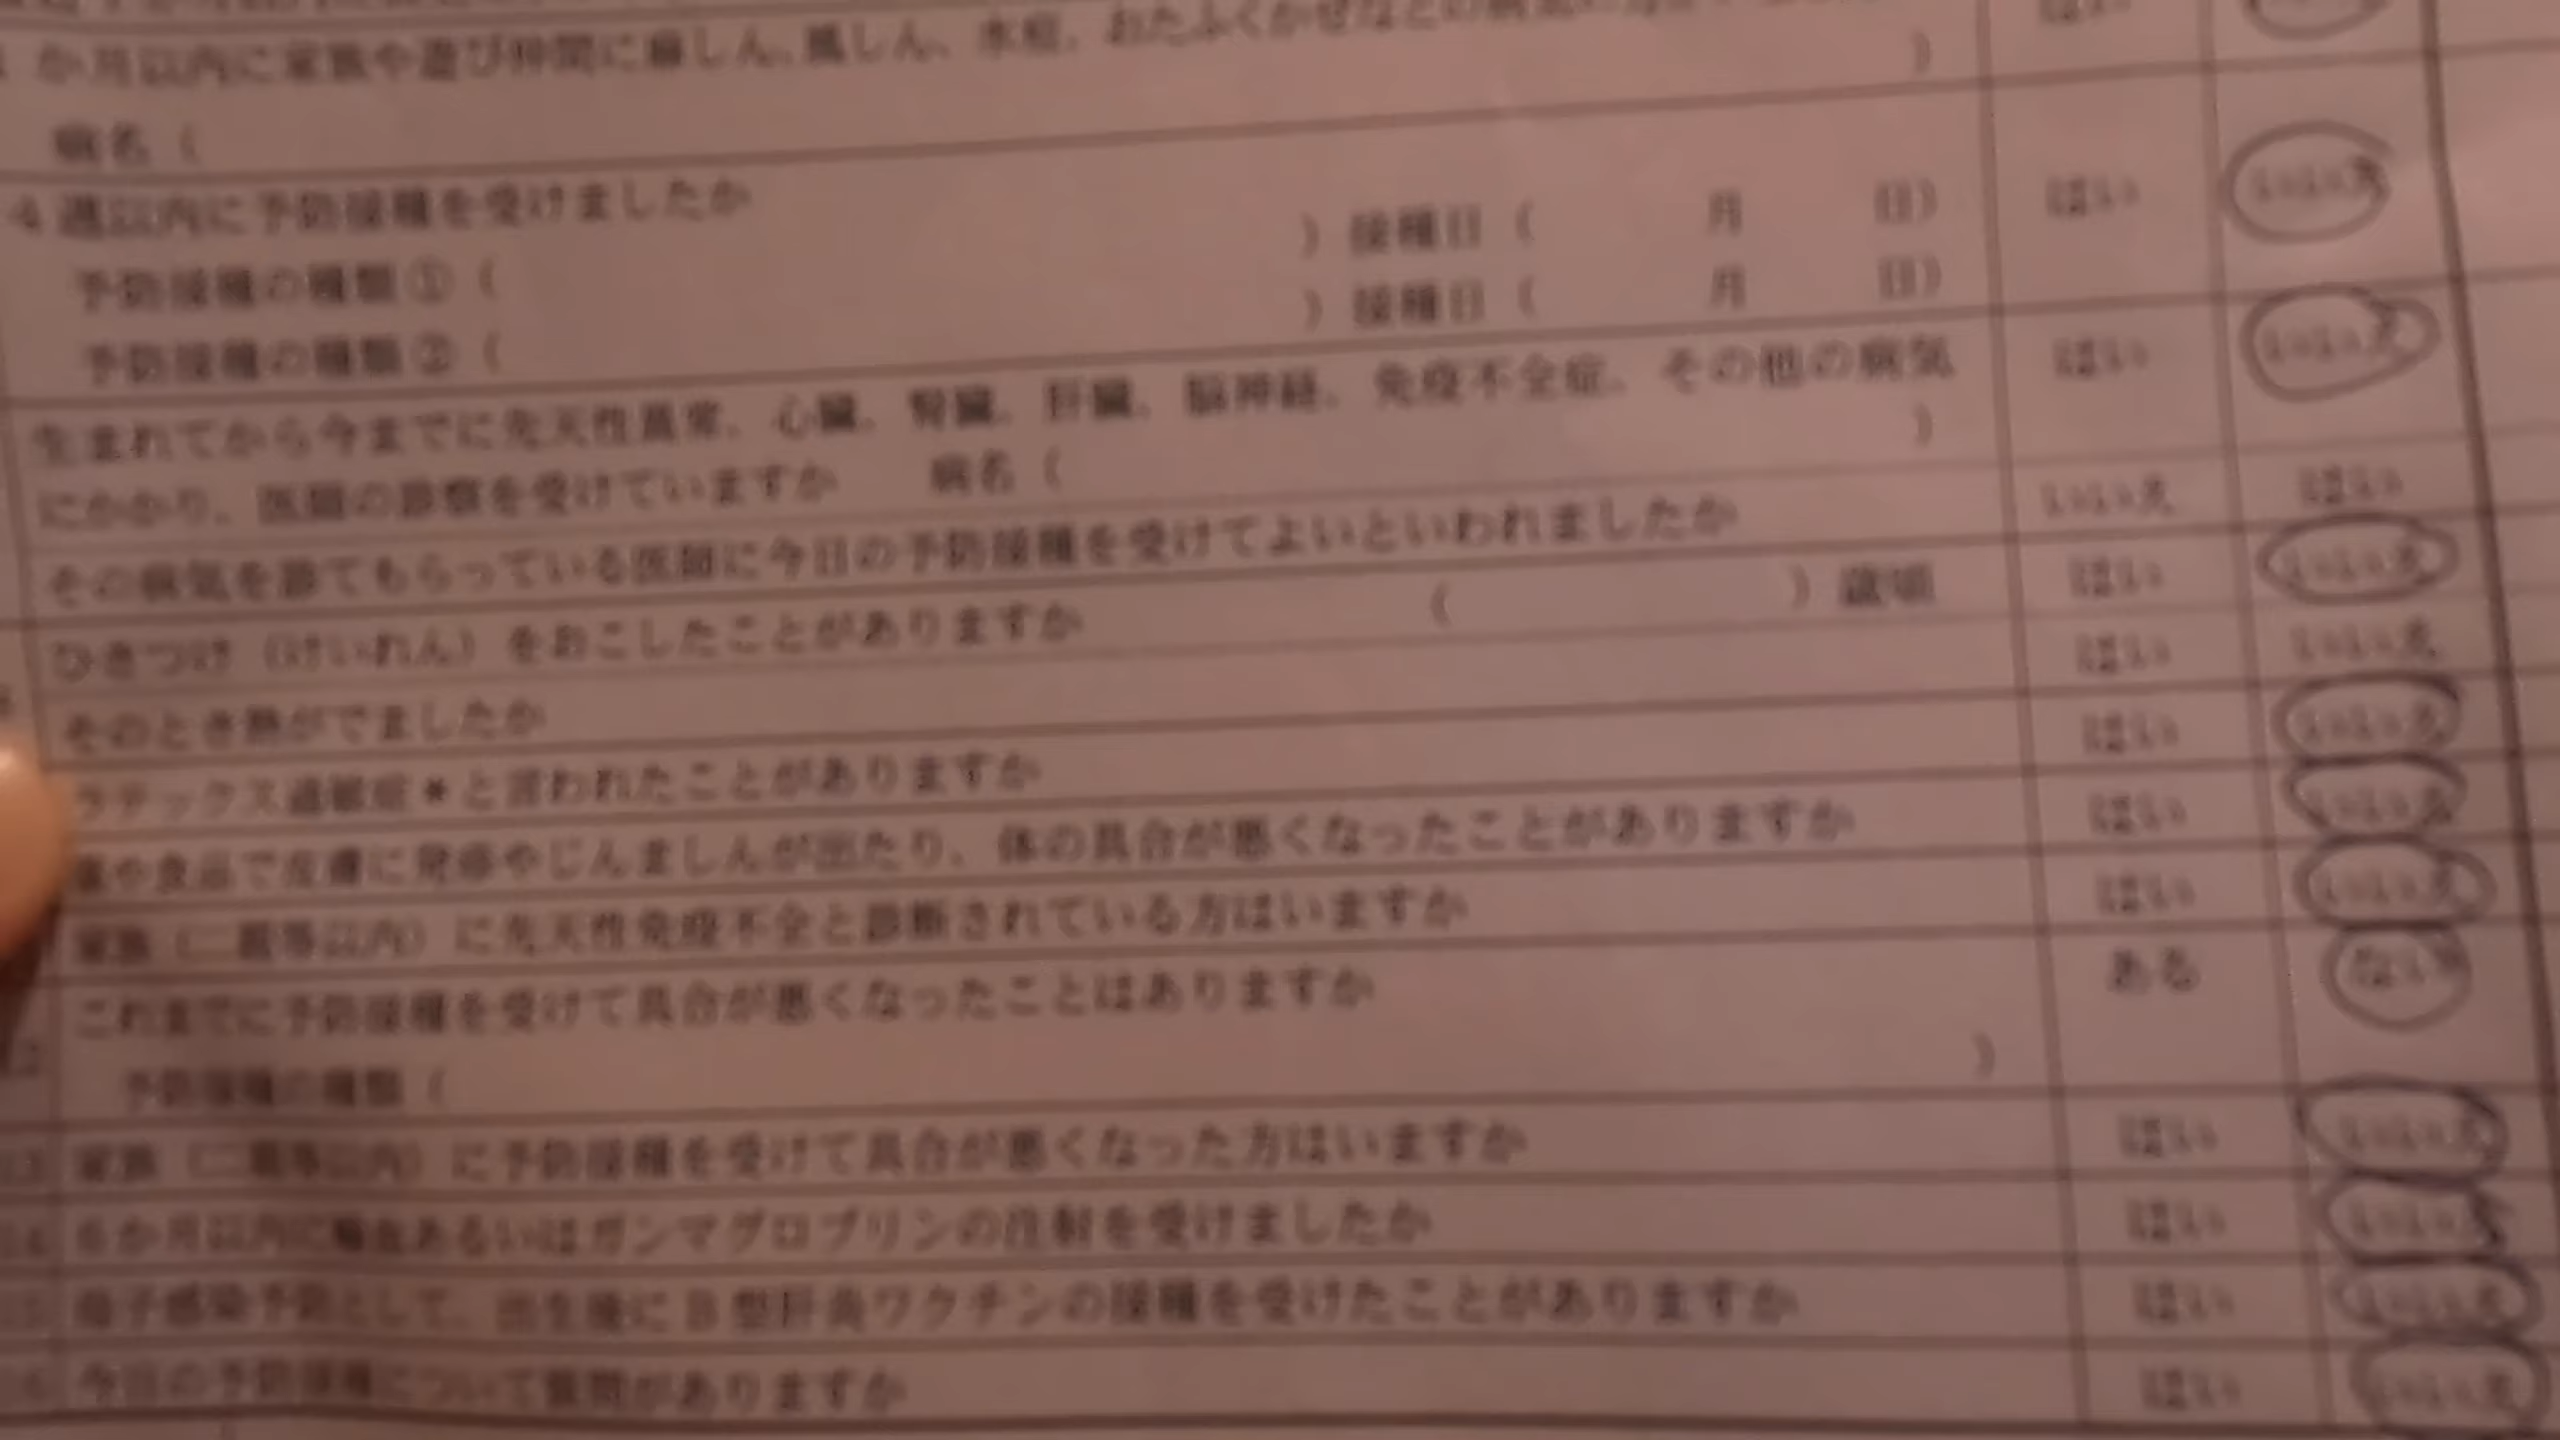 か月以内に家族や遊び仲間に麻しん、風しん、水痘、おたふくかぜなどの病気
はい
)
病名 (
4週以内に予防接種を受けましたか はい いいえ
予防接種の種類① ( ) 接種日 ( 月 日)
予防接種の種類② ( ) 接種日 ( 月 日)
生まれてから今までに先天性異常、心臓、腎臓、肝臓、脳神経、免疫不全症、その他の病気 はい いいえ
にかかり、医師の診察を受けていますか 病名 ( )
その病気を診てもらっている医師に今日の予防接種を受けてよいといわれましたか いいえ はい
ひきつけ(けいれん)をおこしたことがありますか ( ) 歳頃 はい いいえ
そのとき熱がでましたか はい いいえ
ラテックス過敏症*と言われたことがありますか はい いいえ
薬や食品で皮膚に発疹やじんましんが出たり、体の具合が悪くなったことがありますか はい いいえ
家族(二親等以内)に先天性免疫不全と診断されている方はいますか はい いいえ
これまでに予防接種を受けて具合が悪くなったことはありますか ある ない
予防接種の種類 ( )
13 家族(二親等以内)に予防接種を受けて具合が悪くなった方はいますか はい いいえ
14 6か月以内に輸血あるいはガンマグロブリンの注射を受けましたか はい いいえ
15 母子感染予防として、出生後にB型肝炎ワクチンの接種を受けたことがありますか はい いいえ
今日の予防接種について質問がありますか はい いいえ